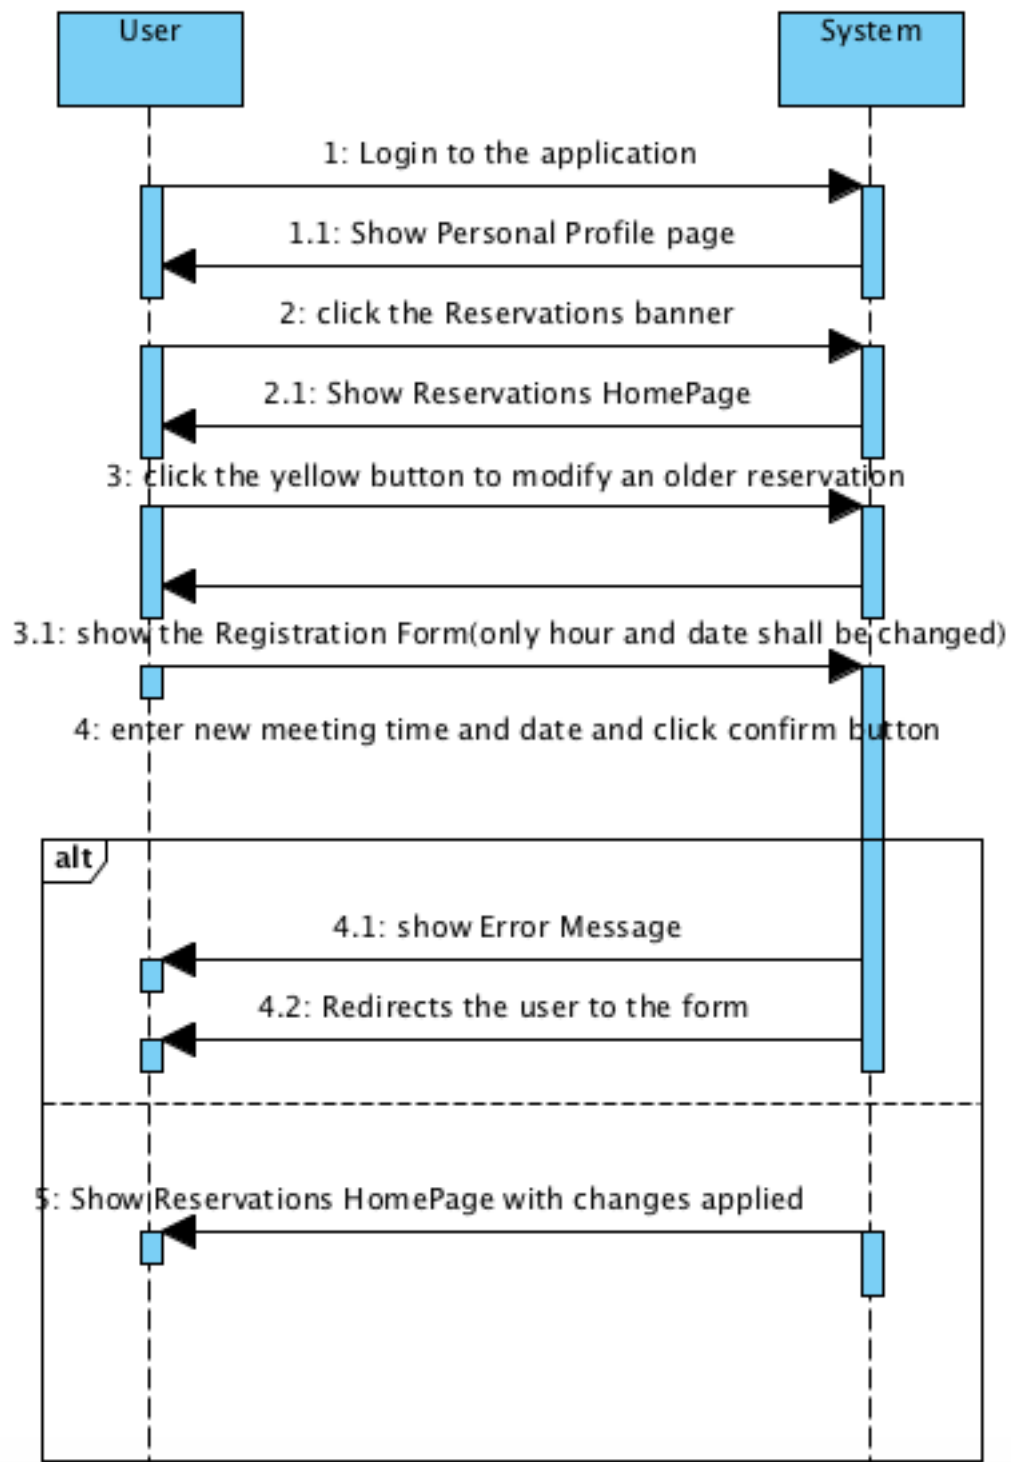 User
System
1: Login to the application
1.1: Show Personal Profile page
2: click the Reservations banner
2.1: Show Reservations HomePage
3: click the yellow button to modify an older reservation
3.1: show the Registration Form(only hour and date shall be changed)
4: enter new meeting time and date and click confirm button
alt
4.1: show Error Message
4.2: Redirects the user to the form
5: Show Reservations HomePage with changes applied